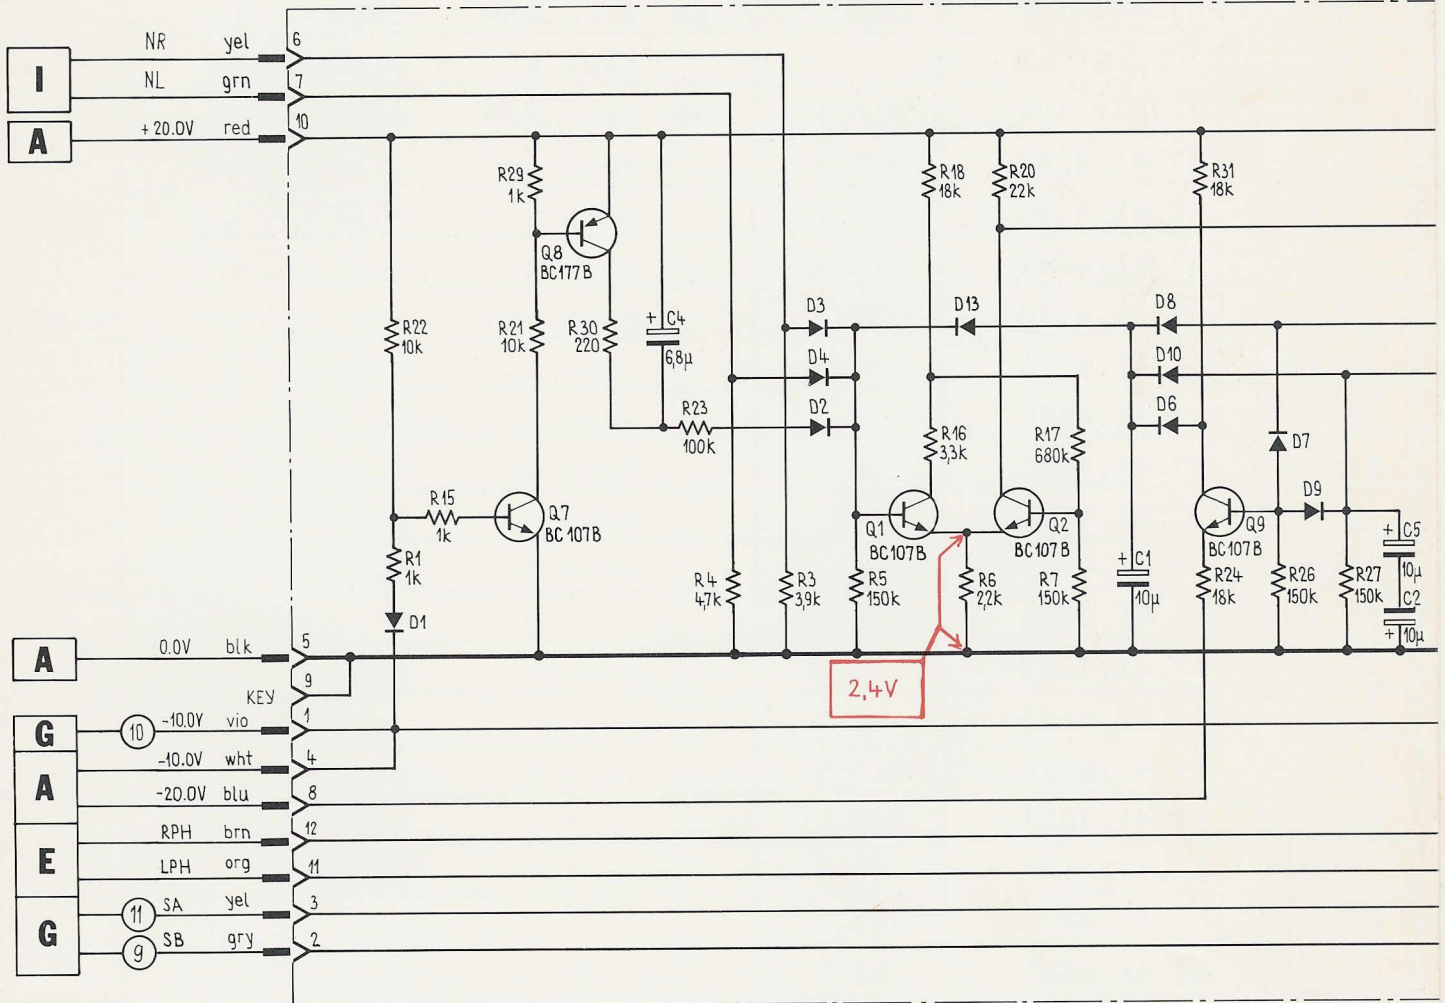 I
NR yel 6
NL grn 7
A
+20.0V red 10
R29
1k
R18
18k
R20
22k
R31
18k
Q8
BC177B
R22
10k
R21
10k
R30
220
+ C4
6,8µ
D3
D13
D8
D4
D10
D2
D6
R23
100k
R16
3,3k
R17
680k
D7
R15
1k
Q7
BC107B
Q1
BC107B
Q2
BC107B
Q9
BC107B
D9
R1
1k
D1
R4
4,7k
R3
3,9k
R5
150k
R6
2,2k
R7
150k
+ C1
10µ
R24
18k
R26
150k
R27
150k
+ C5
10µ
C2
+ 10µ
A
0.0V blk 5
KEY 9
2,4V
G
10 -10.0V vio 1
A
-10.0V wht 4
-20.0V blu 8
E
RPH brn 12
LPH org 11
G
11 SA yel 3
9 SB gry 2